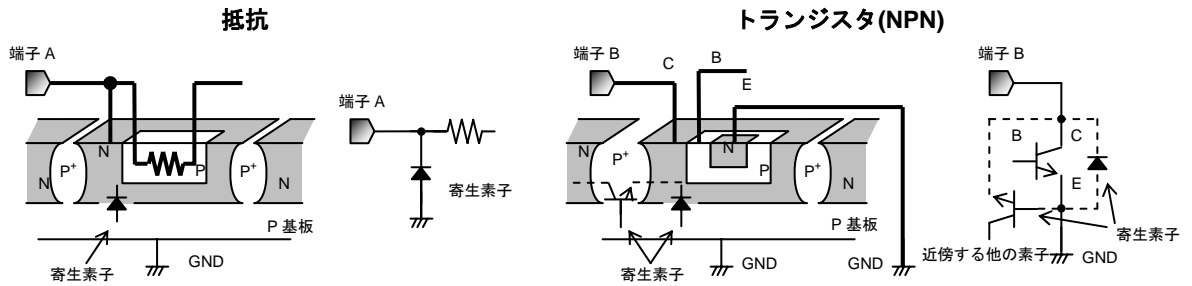 抵抗
トランジスタ(NPN)
端子 A
N
P+
N
P
P+
N
P 基板
寄生素子
GND
端子 A
寄生素子
端子 B
C
B
E
N
P+
N
N
P
P+
N
P 基板
寄生素子
GND
GND
端子 B
B
C
E
寄生素子
近傍する他の素子
GND